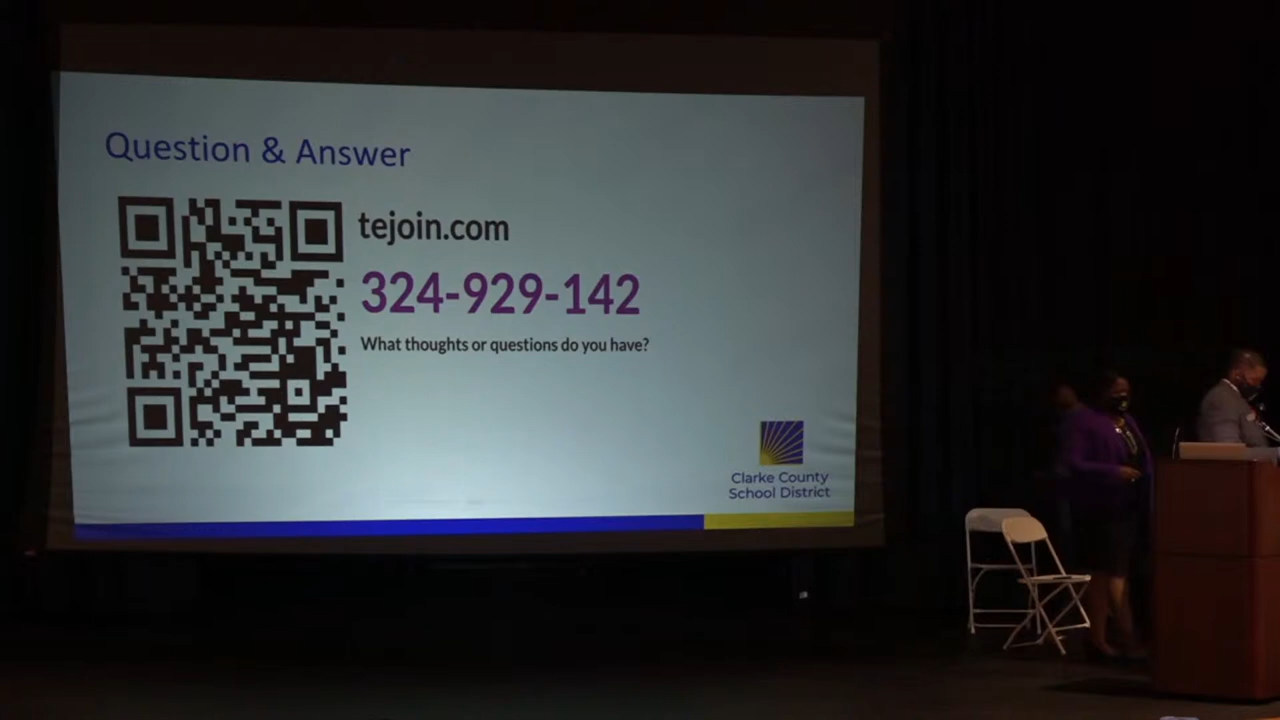 Question & Answer
tejoin.com
324-929-142
What thoughts or questions do you have?
Clarke County
School District